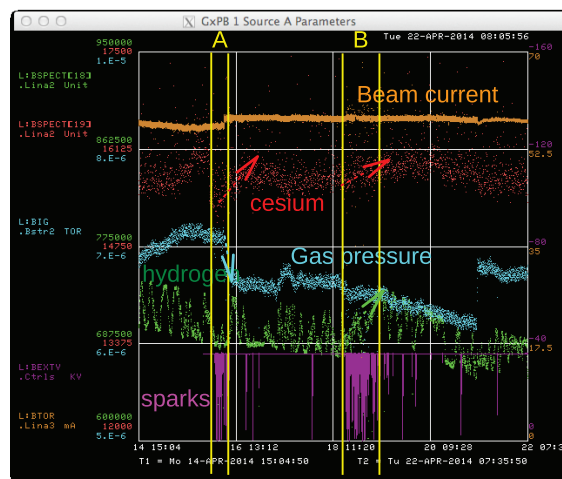 GxPB 1 Source A Parameters
A
B
Tue 22-APR-2014 08:05:56
950000
17500
1.E-5
-160
70
L:BSPECT[18]
.Lina2 Unit
Beam current
L:BSPECT[19]
.Lina2 Unit
862500
16125
8.E-6
-120
52.5
cesium
L:BIG
.Bstr2 TOR
775000
14750
7.E-6
-80
35
Gas pressure
hydrogen
687500
13375
6.E-6
-40
17.5
L:BEXTV
.Ctrls KV
sparks
L:BTOR
.Lina3 mA
600000
12000
5.E-6
0
0
14 15:04 16 13:12 18 11:20 20 09:28 22 07:3
T1 = Mo 14-APR-2014 15:04:50 T2 = Tu 22-APR-2014 07:35:50